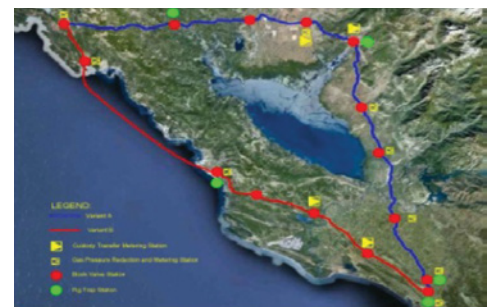 LEGEND:
Variant A
Variant B
Custody Transfer Metering Station
Gas Pressure Reduction and Metering Station
Block Valve Station
Pig Trap Station